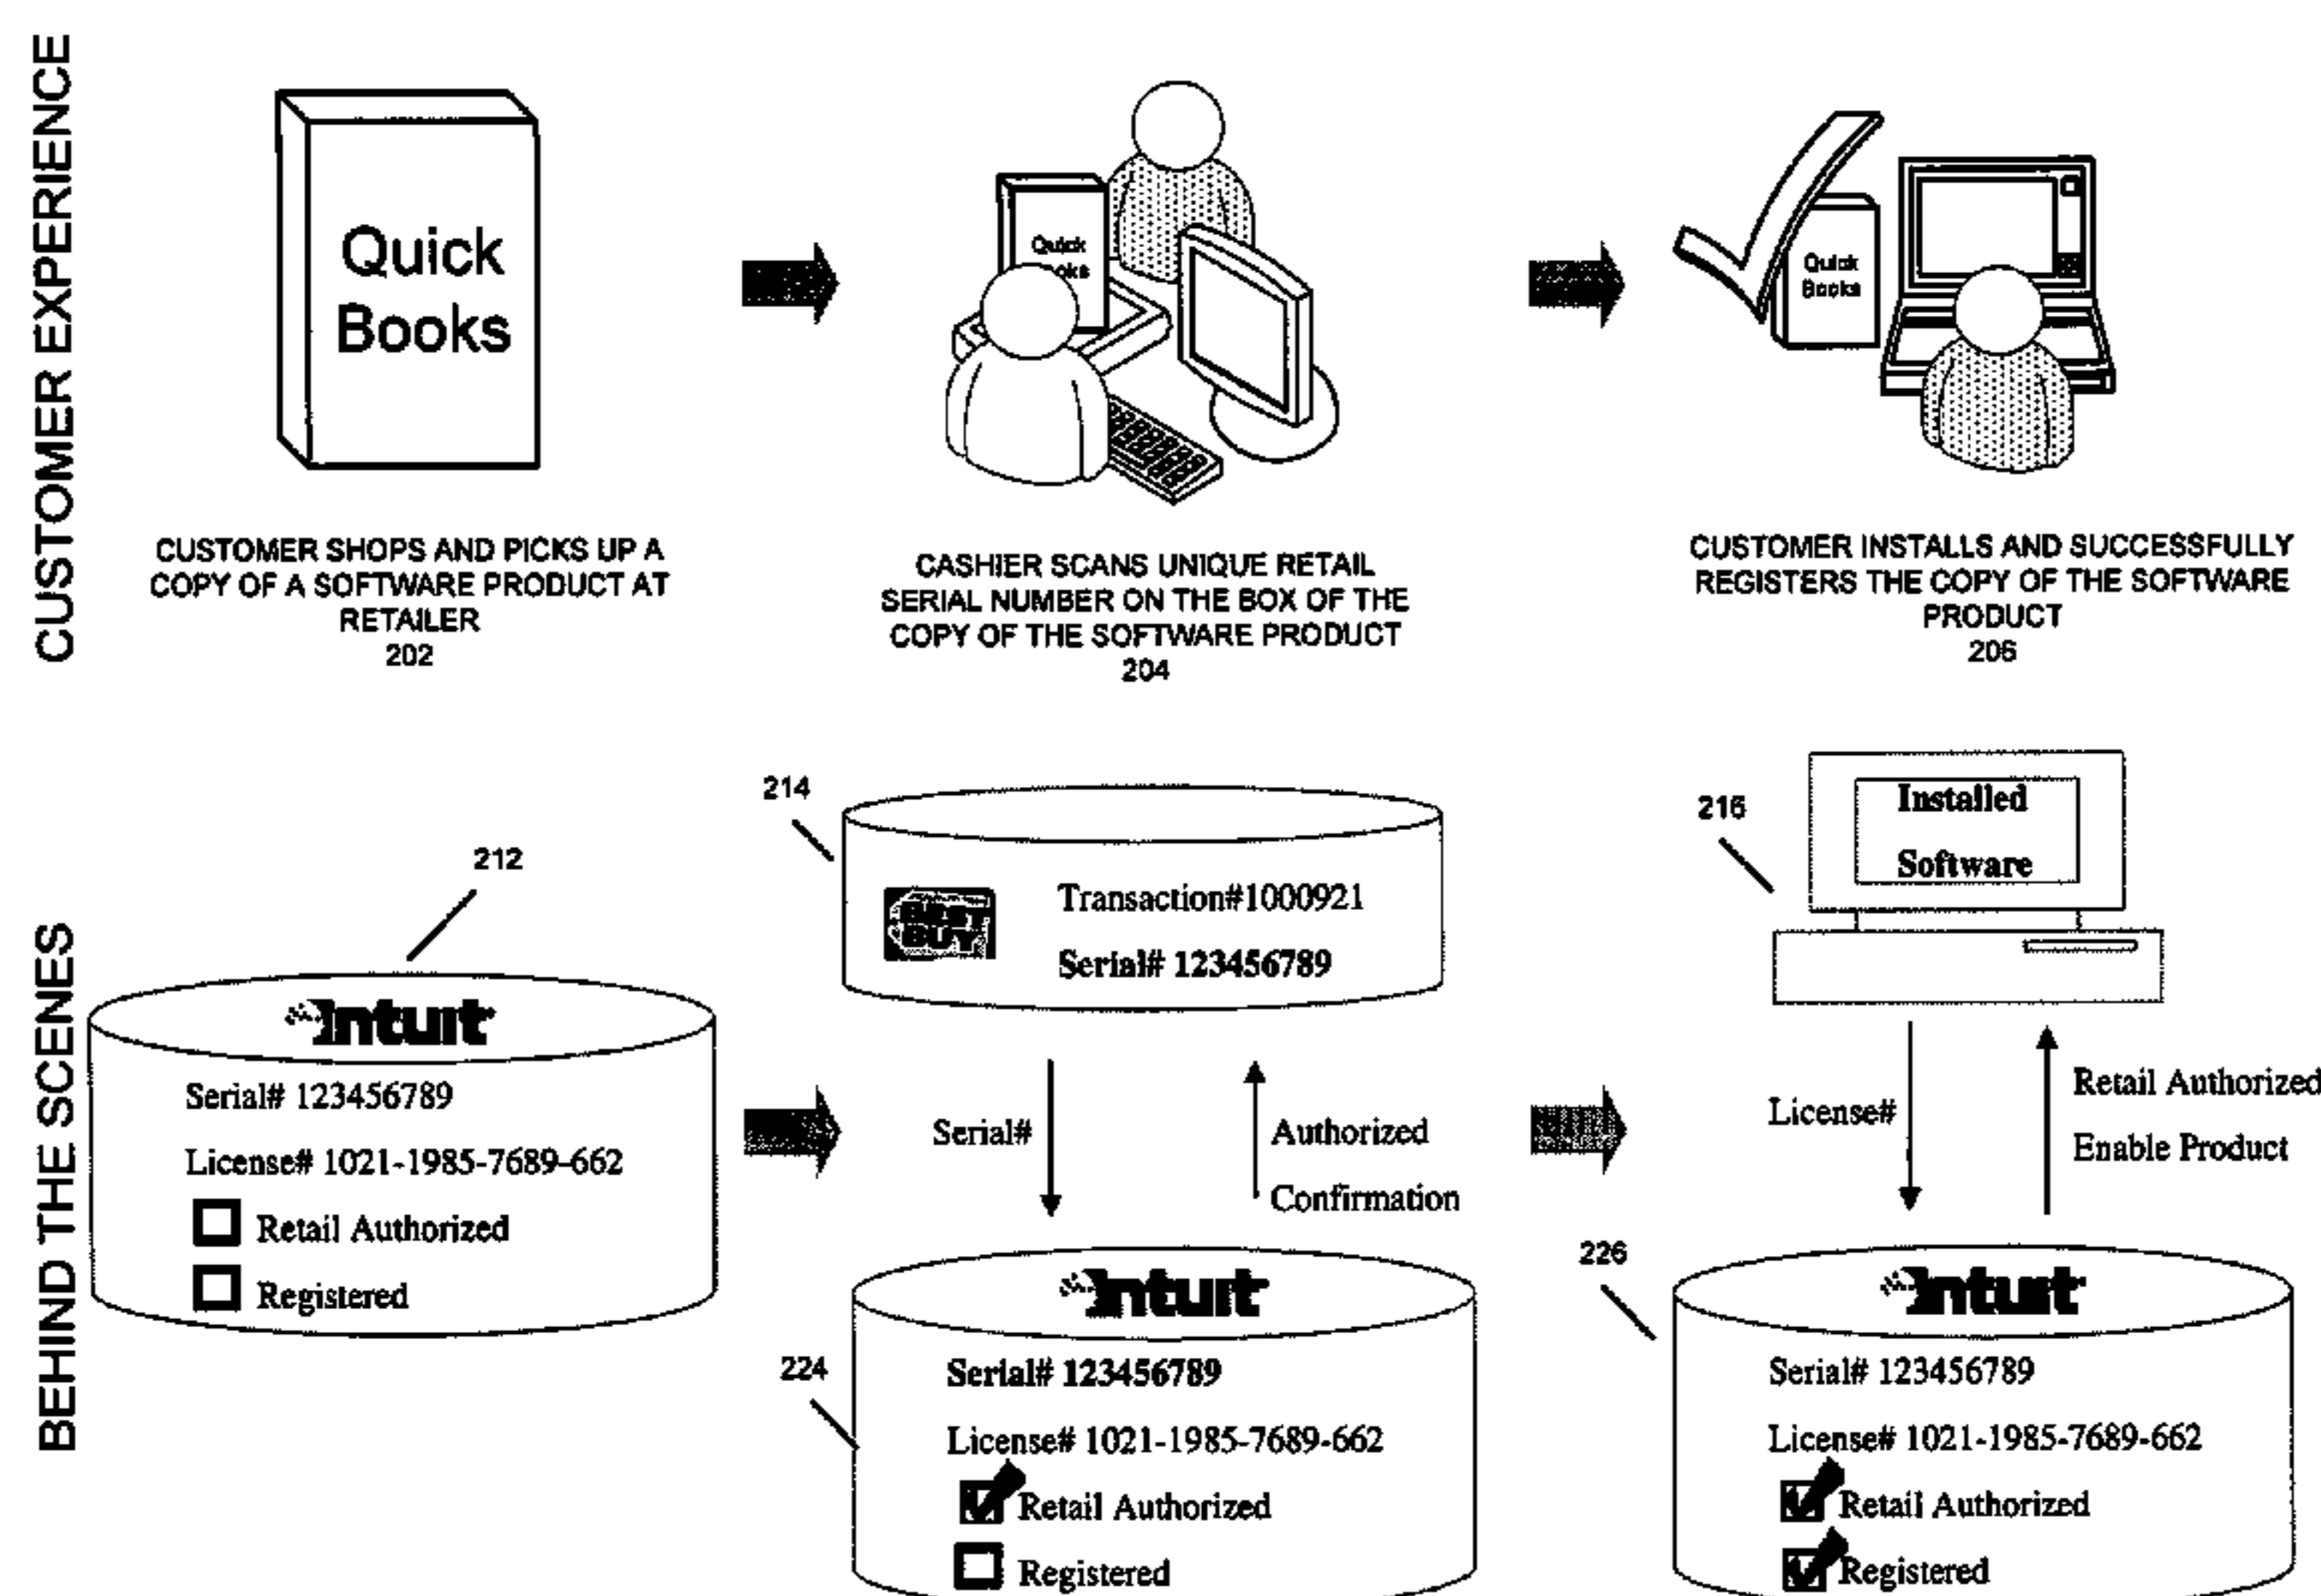 CUSTOMER EXPERIENCE
Quick
Books
CUSTOMER SHOPS AND PICKS UP A
COPY OF A SOFTWARE PRODUCT AT
RETAILER
202
Quick
Books
CASHIER SCANS UNIQUE RETAIL
SERIAL NUMBER ON THE BOX OF THE
COPY OF THE SOFTWARE PRODUCT
204
Quick
Books
CUSTOMER INSTALLS AND SUCCESSFULLY
REGISTERS THE COPY OF THE SOFTWARE
PRODUCT
206
BEHIND THE SCENES
212
Intuit
Serial# 123456789
License# 1021-1985-7689-662
Retail Authorized
Registered
214
BEST
BUY
Transaction#1000921
Serial# 123456789
Serial#
Authorized
Confirmation
224
Intuit
Serial# 123456789
License# 1021-1985-7689-662
Retail Authorized
Registered
216
Installed
Software
License#
Retail Authorized
Enable Product
226
Intuit
Serial# 123456789
License# 1021-1985-7689-662
Retail Authorized
Registered